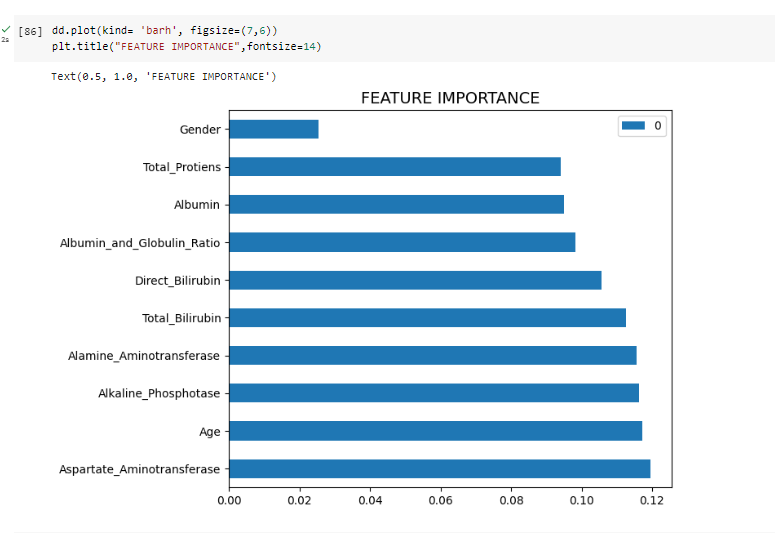 [86] dd.plot(kind= 'barh', figsize=(7,6))
2s
plt.title("FEATURE IMPORTANCE",fontsize=14)
Text(0.5, 1.0, 'FEATURE IMPORTANCE')
FEATURE IMPORTANCE
0
Gender
Total_Protiens
Albumin
Albumin_and_Globulin_Ratio
Direct_Bilirubin
Total_Bilirubin
Alamine_Aminotransferase
Alkaline_Phosphotase
Age
Aspartate_Aminotransferase
0.00 0.02 0.04 0.06 0.08 0.10 0.12